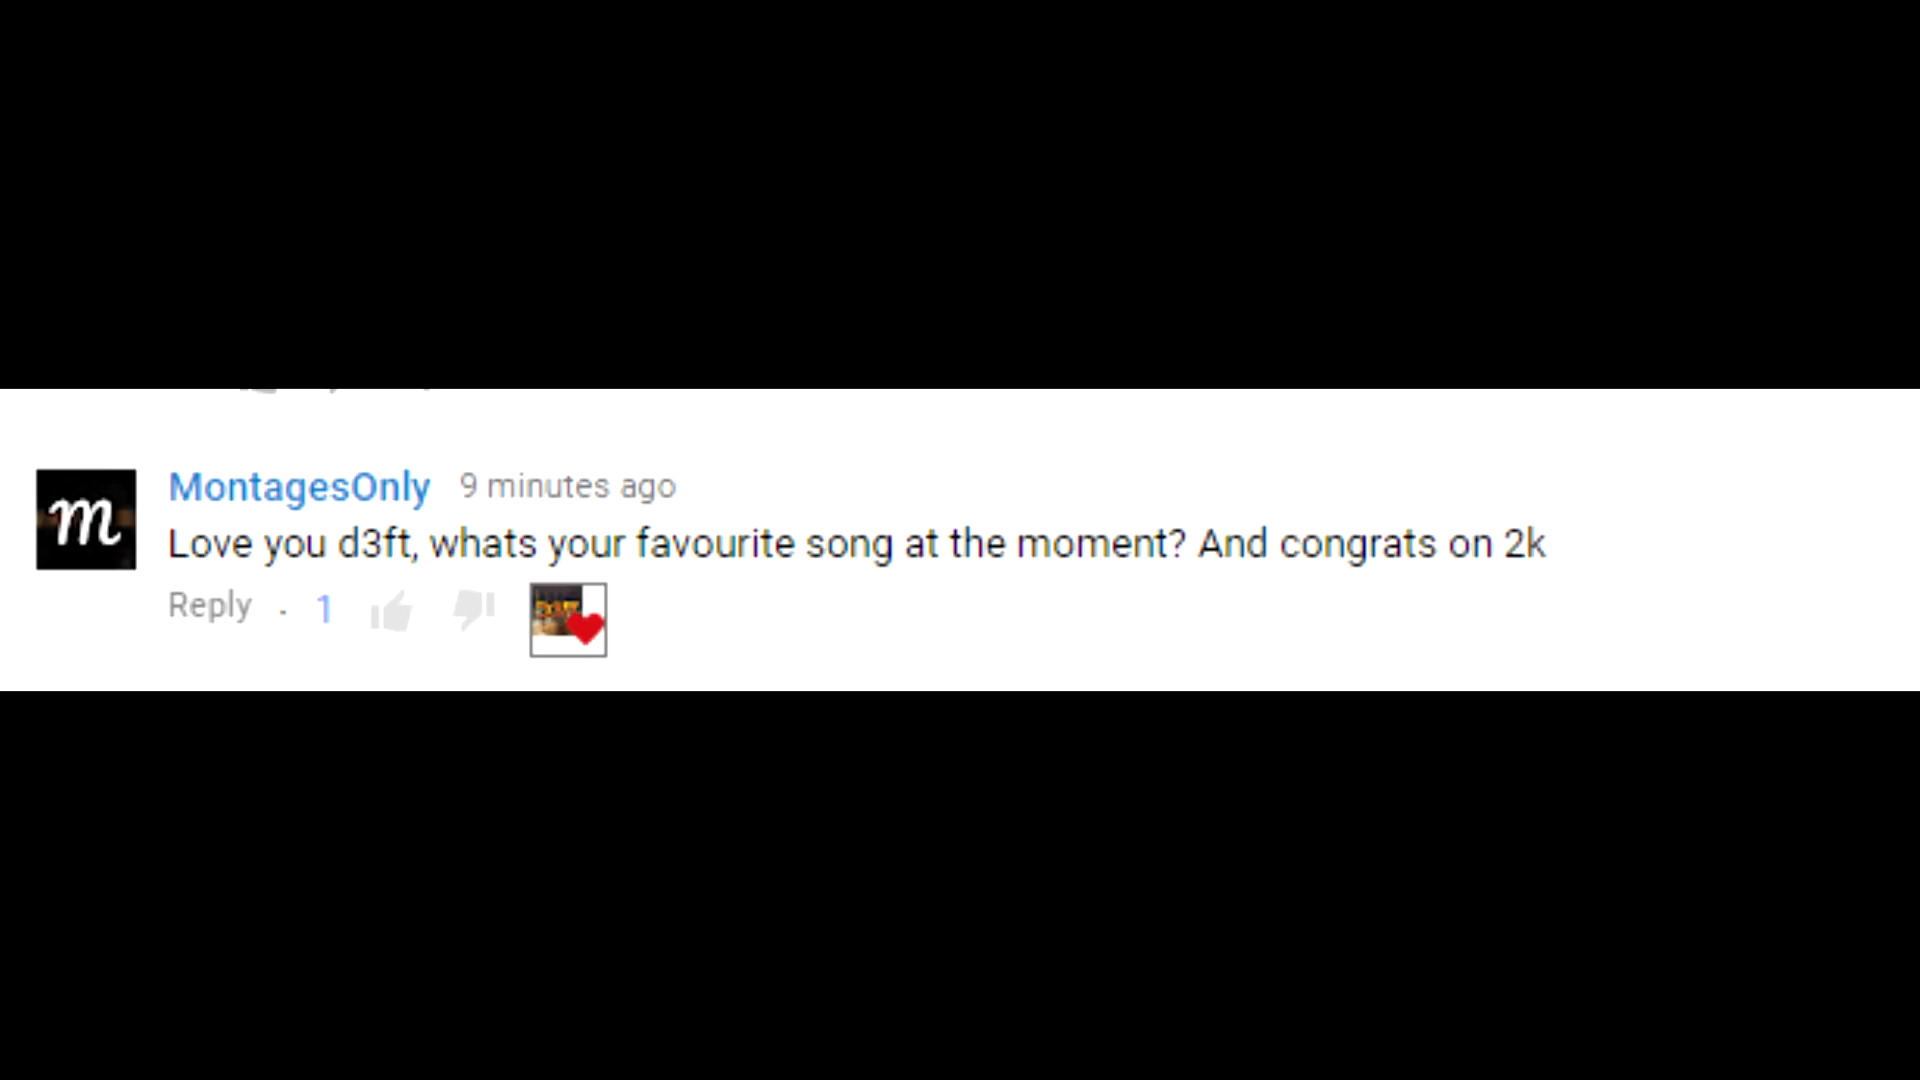 m
MontagesOnly 9 minutes ago
Love you d3ft, whats your favourite song at the moment? And congrats on 2k
Reply . 1